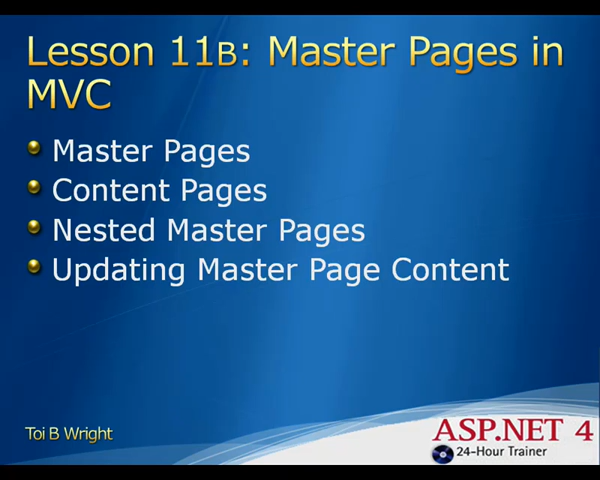 Lesson 11B: Master Pages in
MVC
Master Pages
Content Pages
Nested Master Pages
Updating Master Page Content
Toi B Wright
ASP.NET 4
24-Hour Trainer